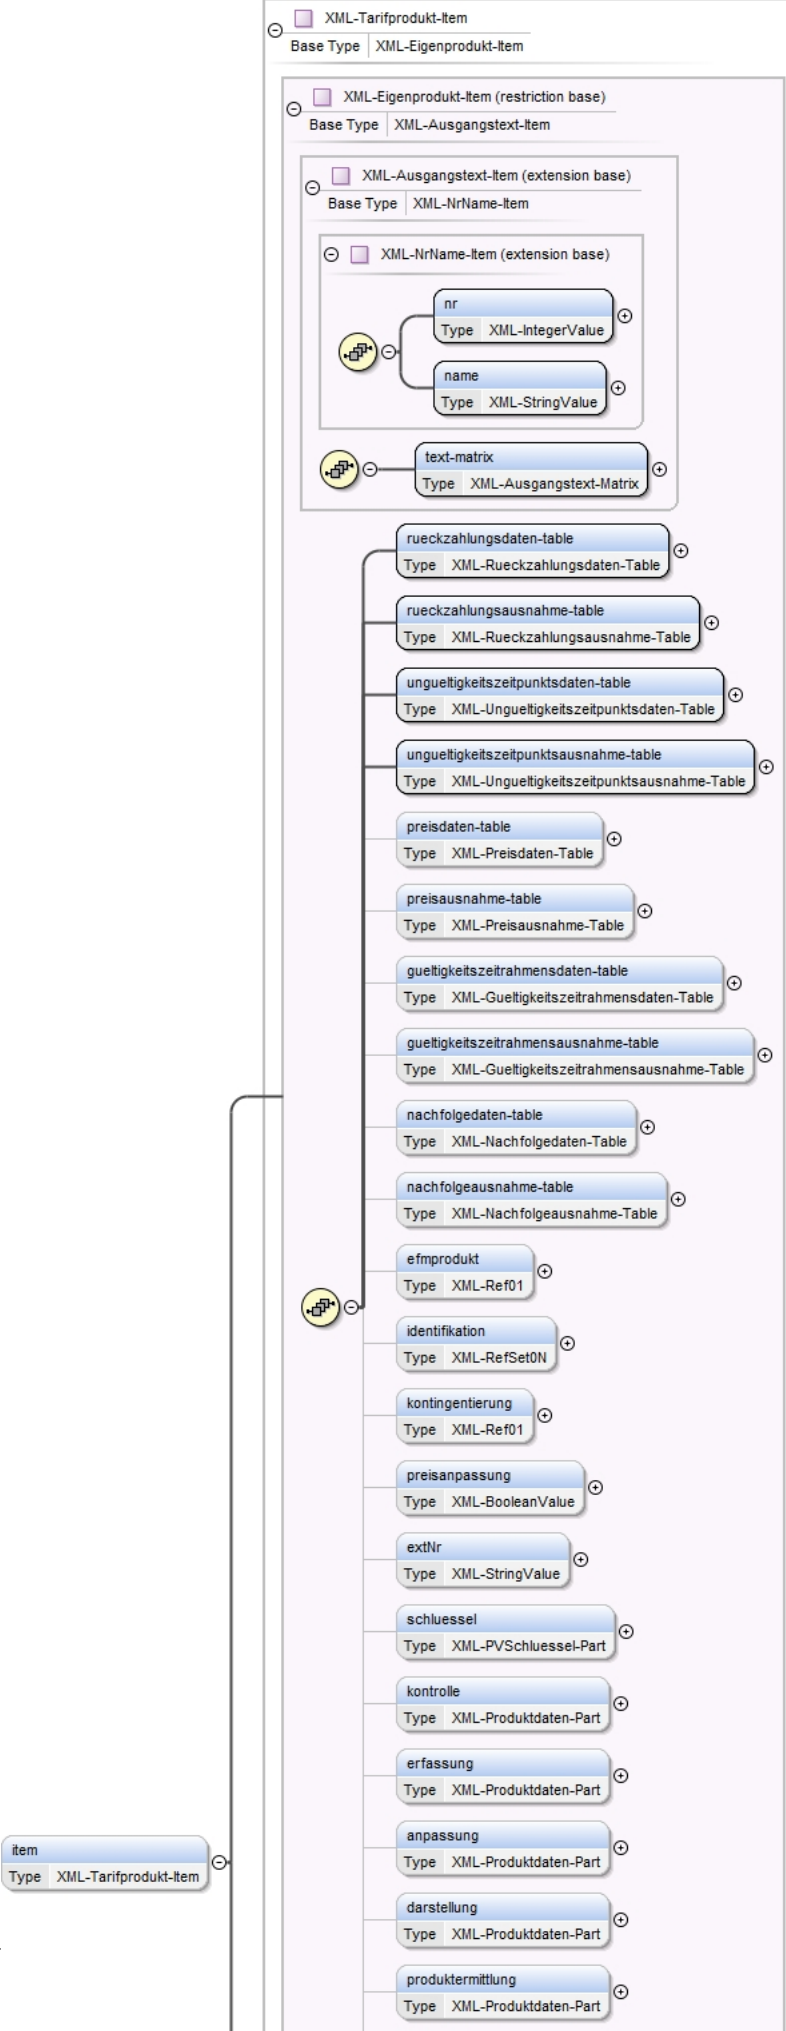 XML-Tarifprodukt-Item
Base Type XML-Eigenprodukt-Item
XML-Eigenprodukt-Item (restriction base)
Base Type XML-Ausgangstext-Item
XML-Ausgangstext-Item (extension base)
Base Type XML-NrName-Item
XML-NrName-Item (extension base)
nr
Type XML-IntegerValue
name
Type XML-StringValue
text-matrix
Type XML-Ausgangstext-Matrix
rueckzahlungsdaten-table
Type XML-Rueckzahlungsdaten-Table
rueckzahlungsausnahme-table
Type XML-Rueckzahlungsausnahme-Table
ungueltigkeitszeitpunktsdaten-table
Type XML-Ungueltigkeitszeitpunktsdaten-Table
ungueltigkeitszeitpunktsausnahme-table
Type XML-Ungueltigkeitszeitpunktsausnahme-Table
preisdaten-table
Type XML-Preisdaten-Table
preisausnahme-table
Type XML-Preisausnahme-Table
gueltigkeitszeitrahmensdaten-table
Type XML-Gueltigkeitszeitrahmensdaten-Table
gueltigkeitszeitrahmensausnahme-table
Type XML-Gueltigkeitszeitrahmensausnahme-Table
nachfolgedaten-table
Type XML-Nachfolgedaten-Table
nachfolgeausnahme-table
Type XML-Nachfolgeausnahme-Table
efmprodukt
Type XML-Ref01
identifikation
Type XML-RefSet0N
kontingentierung
Type XML-Ref01
preisanpassung
Type XML-BooleanValue
extNr
Type XML-StringValue
schluessel
Type XML-PVSchluessel-Part
kontrolle
Type XML-Produktdaten-Part
erfassung
Type XML-Produktdaten-Part
anpassung
Type XML-Produktdaten-Part
item
Type XML-Tarifprodukt-Item
darstellung
Type XML-Produktdaten-Part
produktermittlung
Type XML-Produktdaten-Part